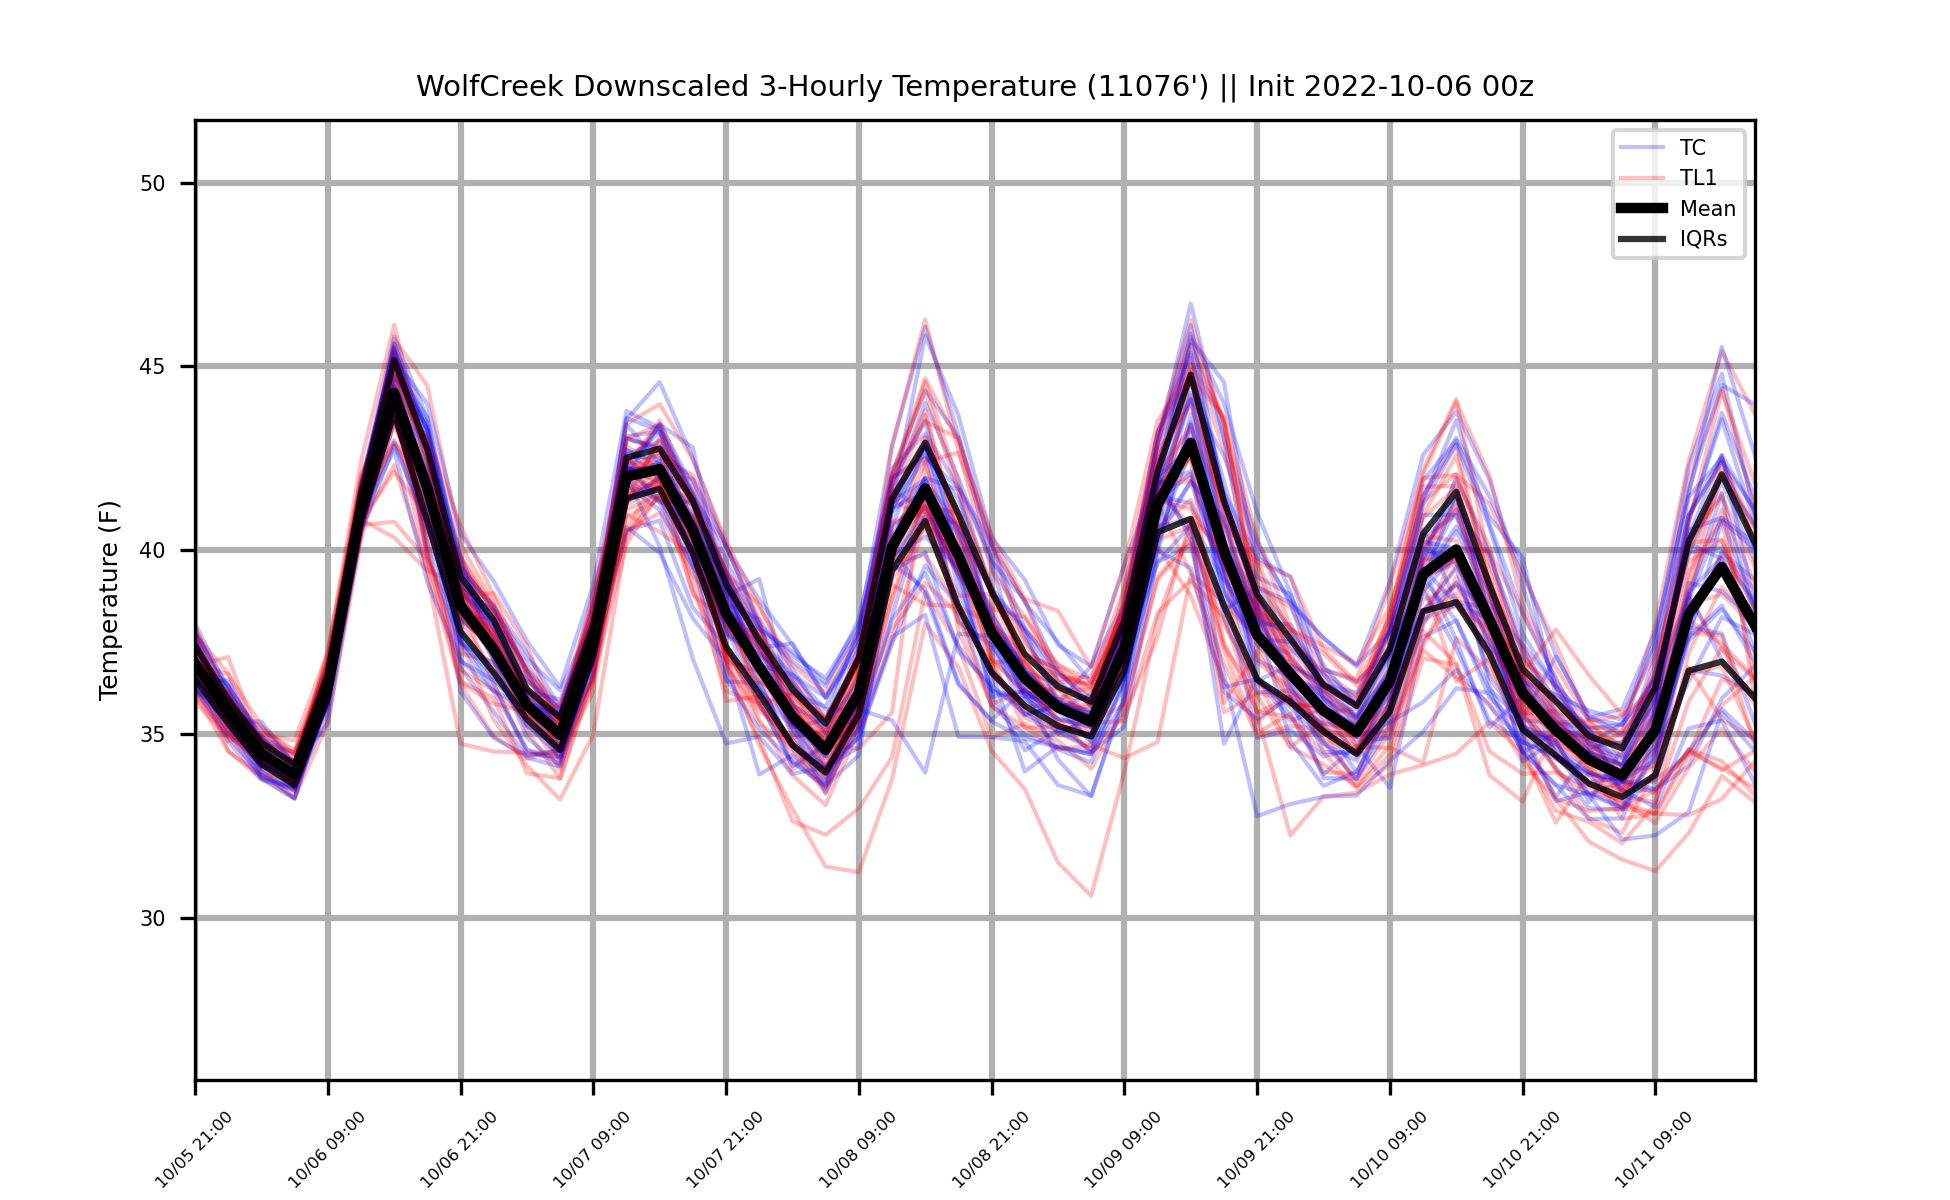 WolfCreek Downscaled 3-Hourly Temperature (11076') || Init 2022-10-06 00z
TC
TL1
Mean
IQRs
Temperature (F)
50
45
40
35
30
10/05 21:00
10/06 09:00
10/06 21:00
10/07 09:00
10/07 21:00
10/08 09:00
10/08 21:00
10/09 09:00
10/09 21:00
10/10 09:00
10/10 21:00
10/11 09:00